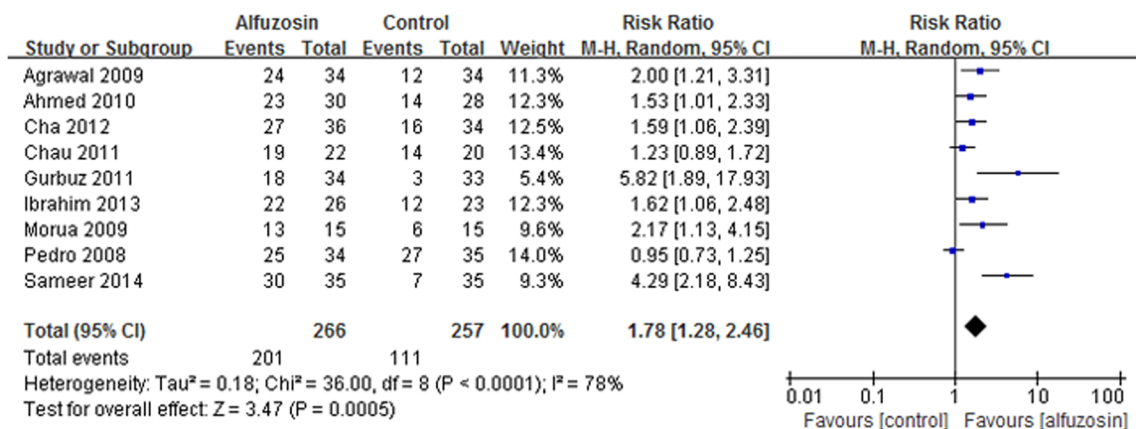 Alfuzosin Control Risk Ratio Risk Ratio
Study or Subgroup Events Total Events Total Weight M-H, Random, 95% CI M-H, Random, 95% CI
Agrawal 2009 24 34 12 34 11.3% 2.00 [1.21, 3.31]
Ahmed 2010 23 30 14 28 12.3% 1.53 [1.01, 2.33]
Cha 2012 27 36 16 34 12.5% 1.59 [1.06, 2.39]
Chau 2011 19 22 14 20 13.4% 1.23 [0.89, 1.72]
Gurbuz 2011 18 34 3 33 5.4% 5.82 [1.89, 17.93]
Ibrahim 2013 22 26 12 23 12.3% 1.62 [1.06, 2.48]
Morua 2009 13 15 6 15 9.6% 2.17 [1.13, 4.15]
Pedro 2008 25 34 27 35 14.0% 0.95 [0.73, 1.25]
Sameer 2014 30 35 7 35 9.3% 4.29 [2.18, 8.43]
Total (95% CI) 266 257 100.0% 1.78 [1.28, 2.46]
Total events 201 111
Heterogeneity: Tau² = 0.18; Chi² = 36.00, df = 8 (P < 0.0001); I² = 78%
Test for overall effect: Z = 3.47 (P = 0.0005)
0.01 0.1 1 10 100
Favours [control] Favours [alfuzosin]